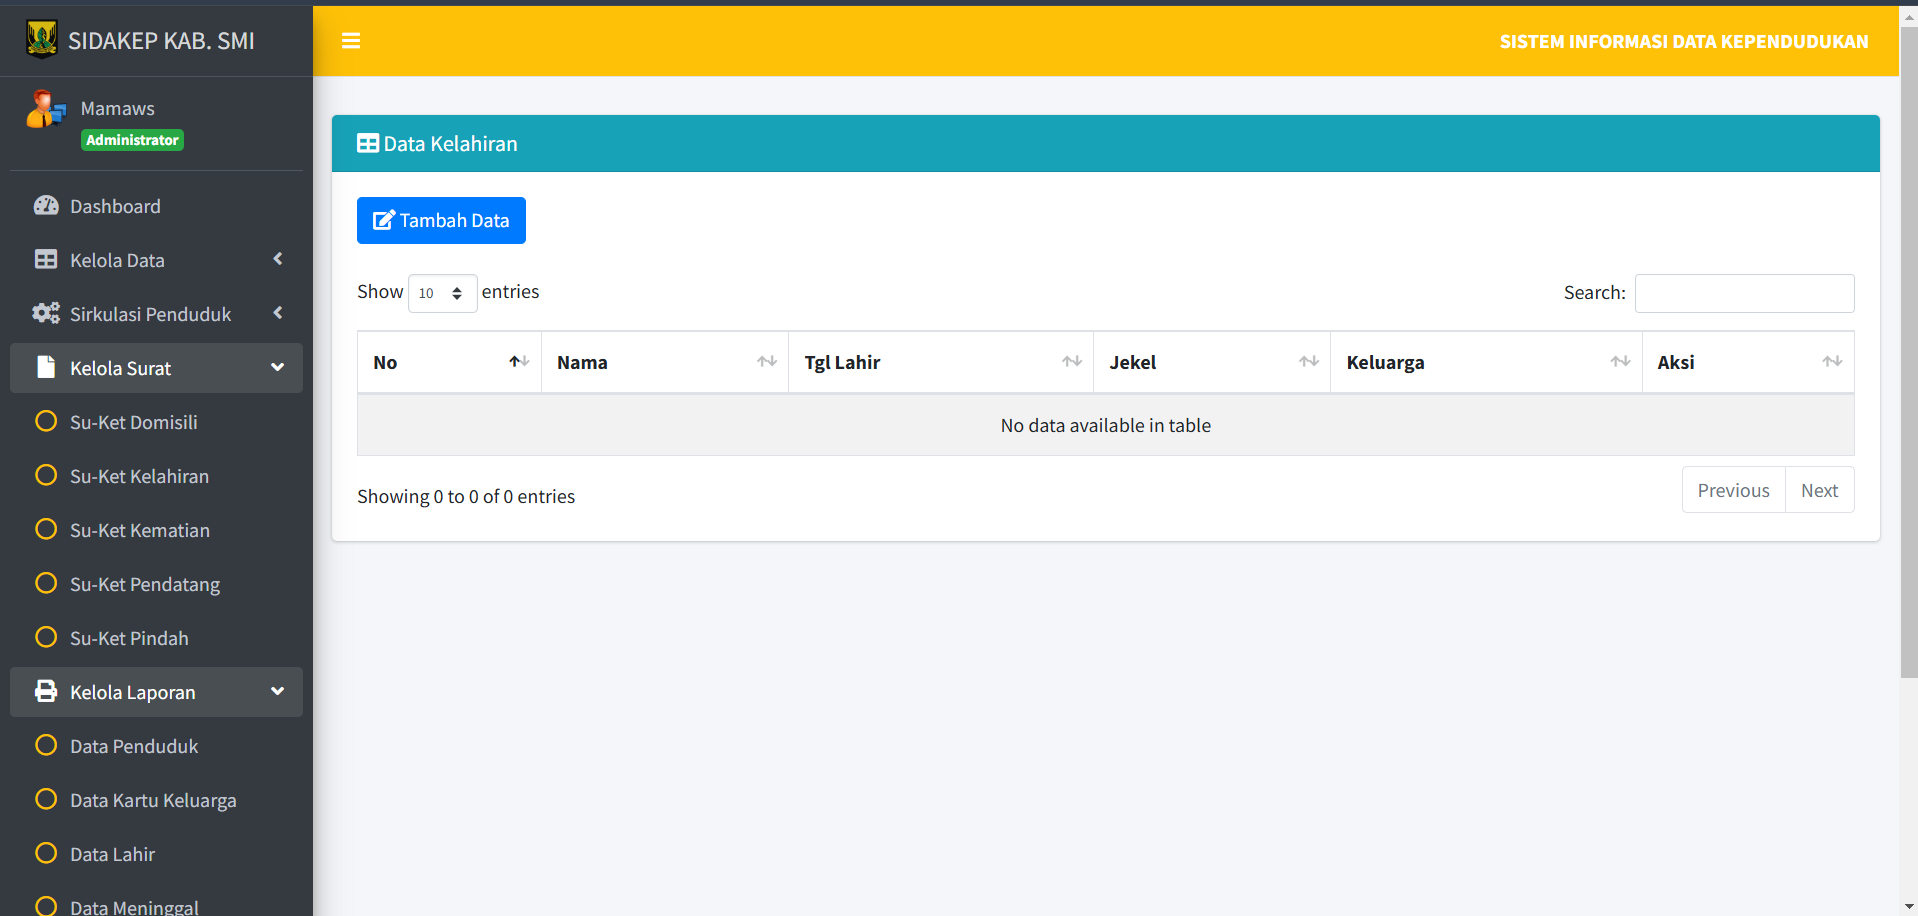 SIDAKEP KAB. SMI
SISTEM INFORMASI DATA KEPENDUDUKAN
Mamaws
Administrator
Dashboard
Kelola Data
Sirkulasi Penduduk
Kelola Surat
Su-Ket Domisili
Su-Ket Kelahiran
Su-Ket Kematian
Su-Ket Pendatang
Su-Ket Pindah
Kelola Laporan
Data Penduduk
Data Kartu Keluarga
Data Lahir
Data Meninggal
Data Kelahiran
Tambah Data
Show 10 entries
Search:
No Nama Tgl Lahir Jekel Keluarga Aksi
No data available in table
Showing 0 to 0 of 0 entries
Previous Next